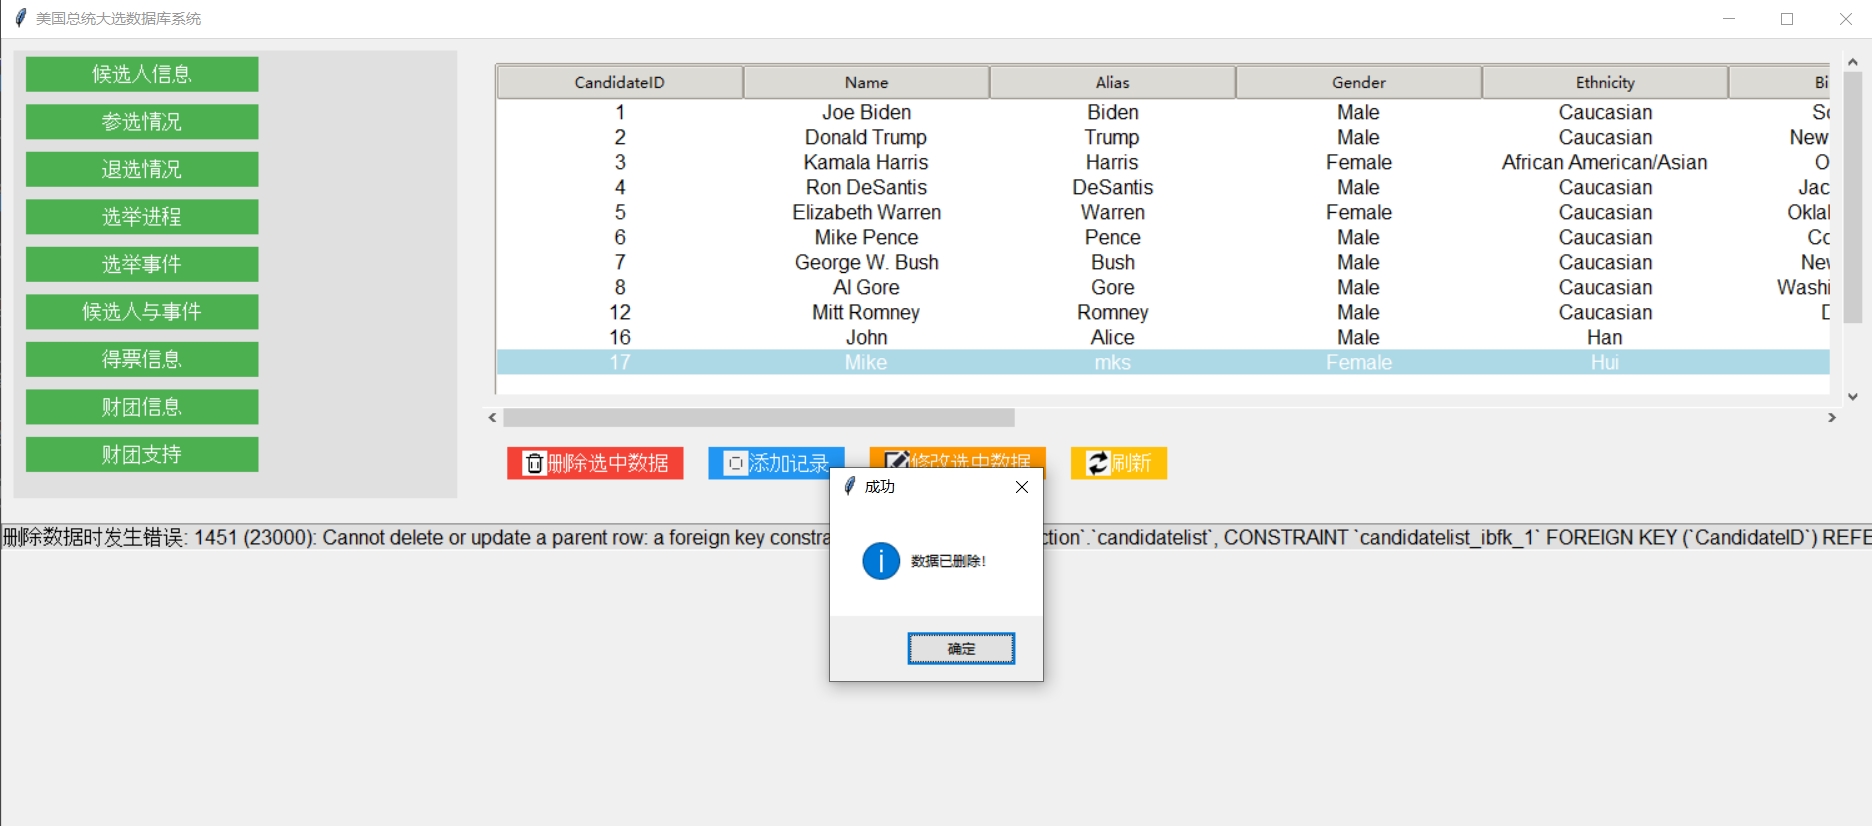 美国总统大选数据库系统
候选人信息
参选情况
退选情况
选举进程
选举事件
候选人与事件
得票信息
财团信息
财团支持
CandidateID Name Alias Gender Ethnicity Bi
1 Joe Biden Biden Male Caucasian
2 Donald Trump Trump Male Caucasian New
3 Kamala Harris Harris Female African American/Asian O
4 Ron DeSantis DeSantis Male Caucasian Jac
5 Elizabeth Warren Warren Female Caucasian Oklal
6 Mike Pence Pence Male Caucasian
7 George W. Bush Bush Male Caucasian
8 Al Gore Gore Male Caucasian Washi
12 Mitt Romney Romney Male Caucasian
16 John Alice Male Han
17 Mike mks Female Hui
删除选中数据 添加记录 修改选中数据 刷新
删除数据时发生错误: 1451 (23000): Cannot delete or update a parent row: a foreign key constra
ction`.`candidatelist`, CONSTRAINT `candidatelist_ibfk_1` FOREIGN KEY (`CandidateID`) REFE
成功
数据已删除!
确定